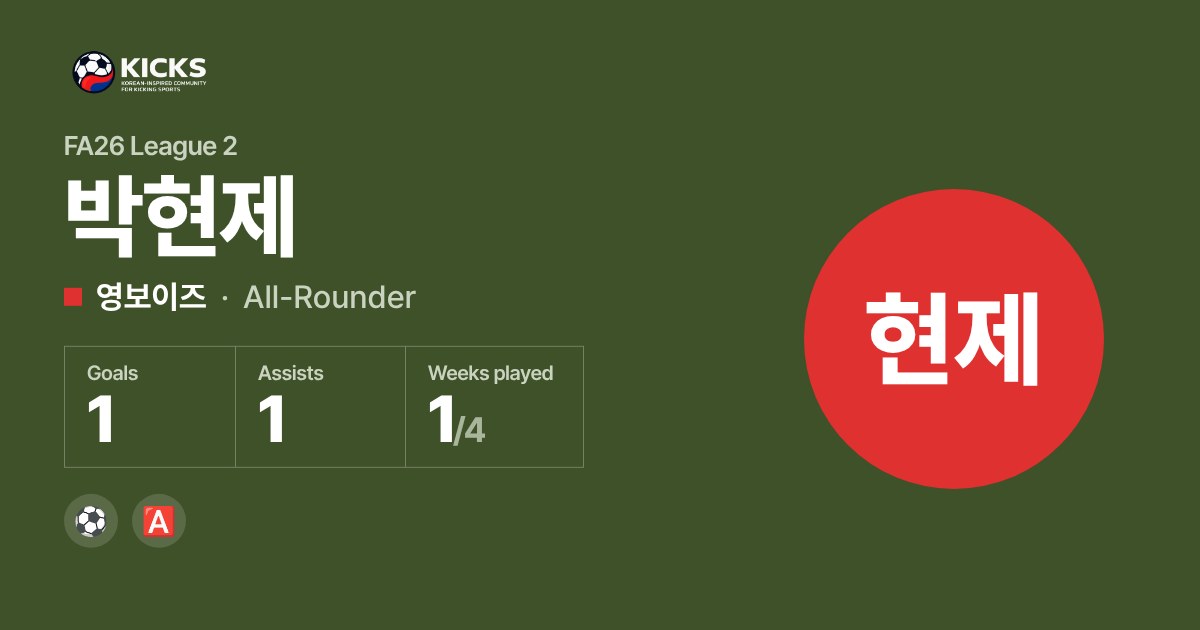 KICKS
KOREAN-INSPIRED COMMUNITY
FOR KICKING SPORTS
FA26 League 2
박현제
영보이즈 · All-Rounder
Goals
1
Assists
1
Weeks played
1/4
🅰
현제